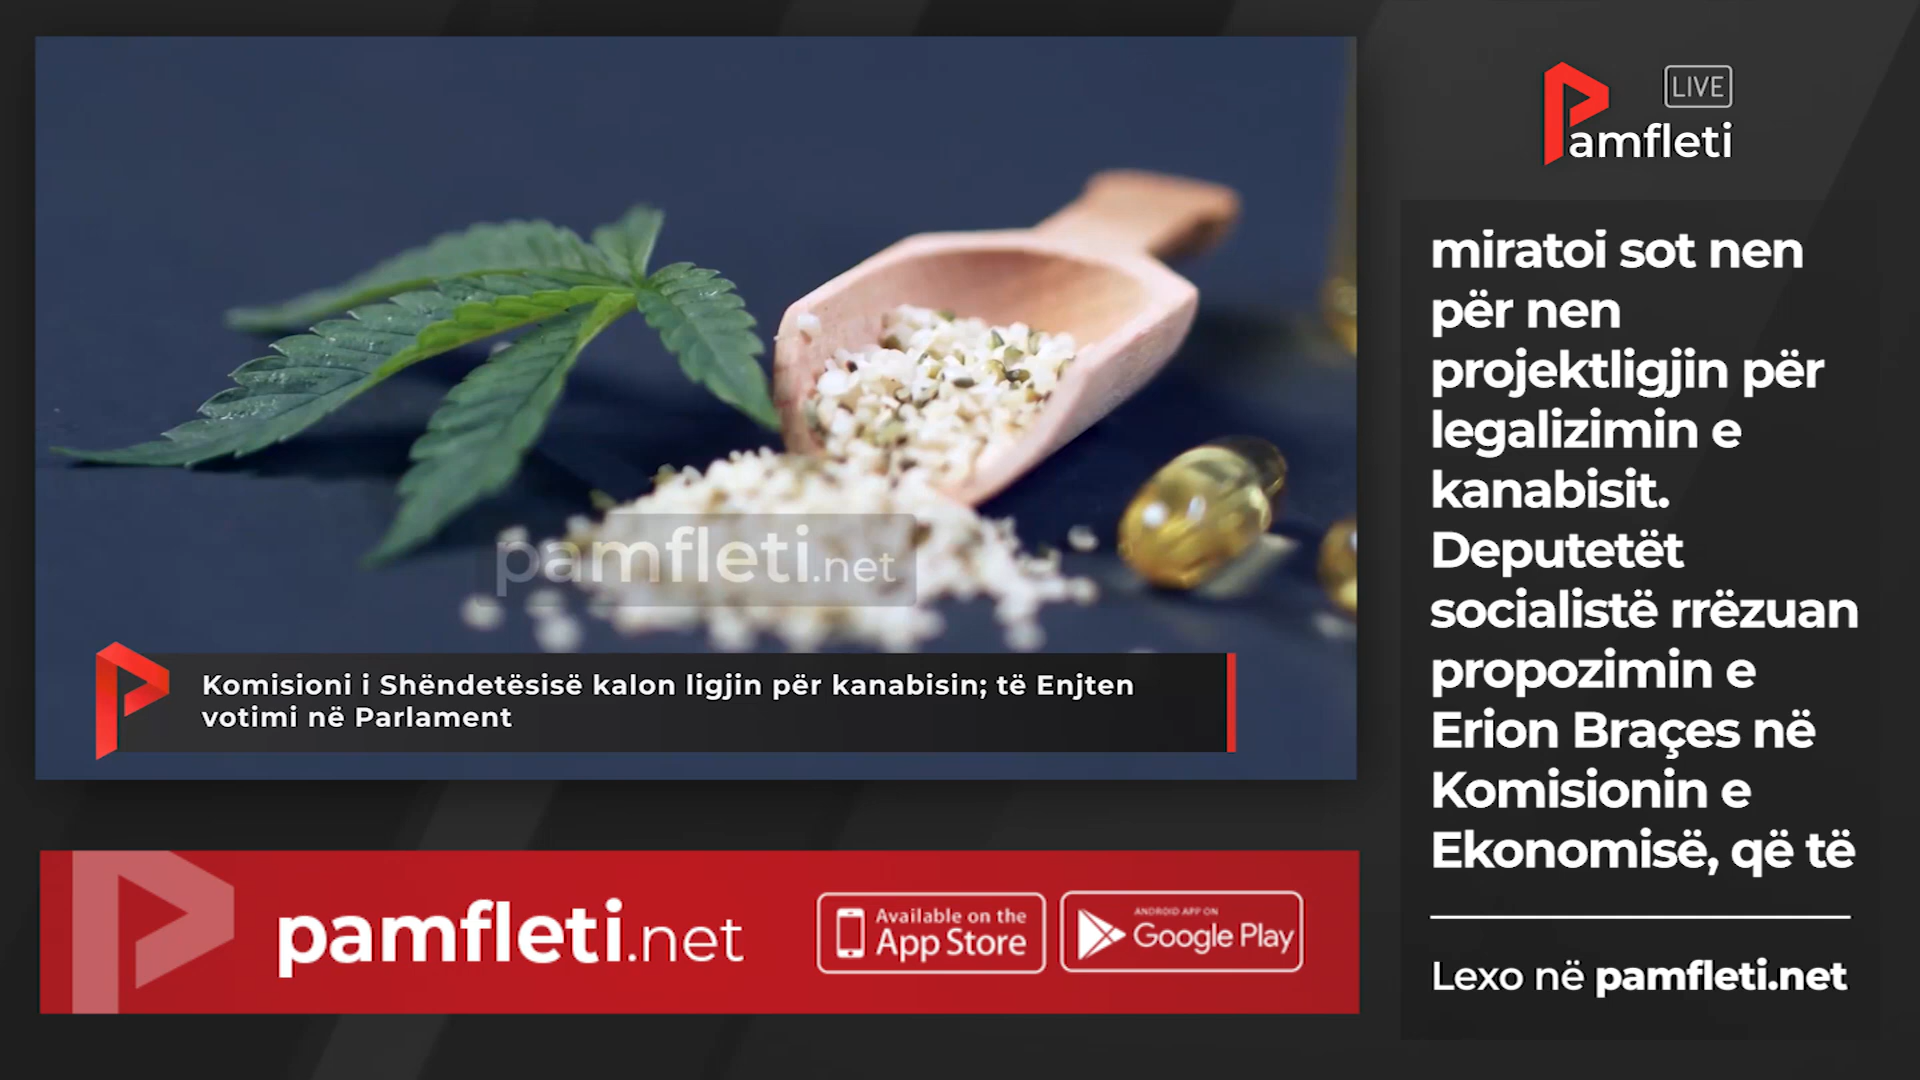 LIVE
Pamfleti
miratoi sot nen
për nen
projektligjin për
legalizimin e
kanabisit.
Deputetët
socialistë rrëzuan
propozimin e
Erion Braçes në
Komisionin e
Ekonomisë, që të
Lexo në pamfleti.net
pamfleti.net
Komisioni i Shëndetësisë kalon ligjin për kanabisin; të Enjten
votimi në Parlament
pamfleti.net
Available on the
App Store
ANDROID APP ON
Google Play